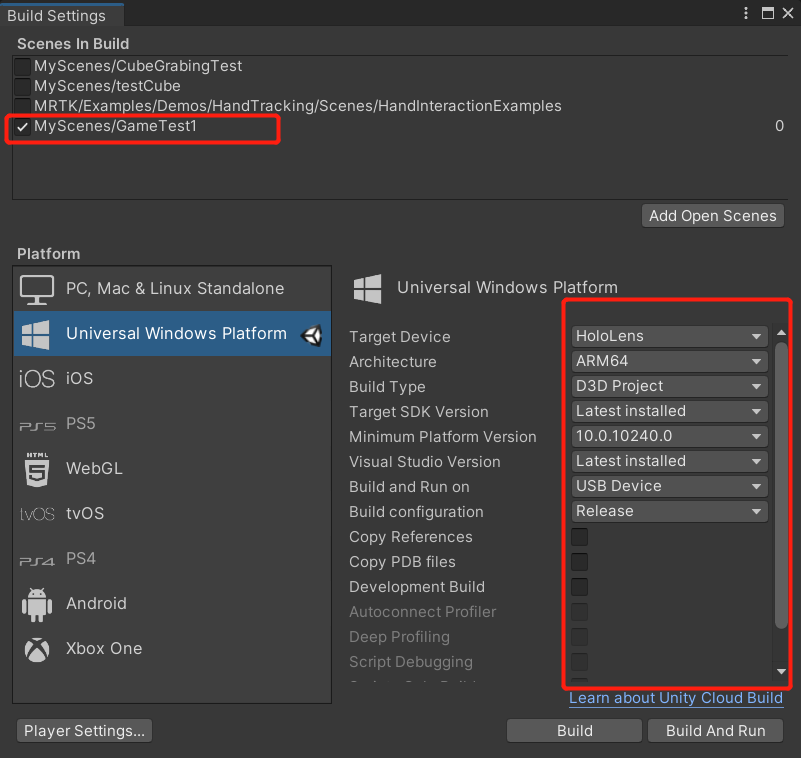 Build Settings
Scenes In Build
MyScenes/CubeGrabingTest
MyScenes/testCube
MRTK/Examples/Demos/HandTracking/Scenes/HandInteractionExamples
MyScenes/GameTest1 0
Add Open Scenes
Platform
PC, Mac & Linux Standalone
Universal Windows Platform
iOS iOS
PS5 PS5
HTML 5 WebGL
tvOS tvOS
PS4 PS4
Android
Xbox One
Universal Windows Platform
Target Device HoloLens
Architecture ARM64
Build Type D3D Project
Target SDK Version Latest installed
Minimum Platform Version 10.0.10240.0
Visual Studio Version Latest installed
Build and Run on USB Device
Build configuration Release
Copy References
Copy PDB files
Development Build
Autoconnect Profiler
Deep Profiling
Script Debugging
Learn about Unity Cloud Build
Player Settings...
Build
Build And Run